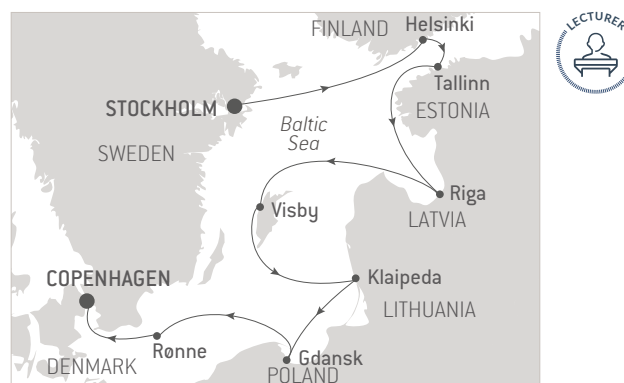 FINLAND
Helsinki
LECTURER
Tallinn
STOCKHOLM
ESTONIA
Baltic
Sea
SWEDEN
Riga
Visby
LATVIA
COPENHAGEN
Klaipeda
LITHUANIA
Rønne
Gdansk
DENMARK
POLAND